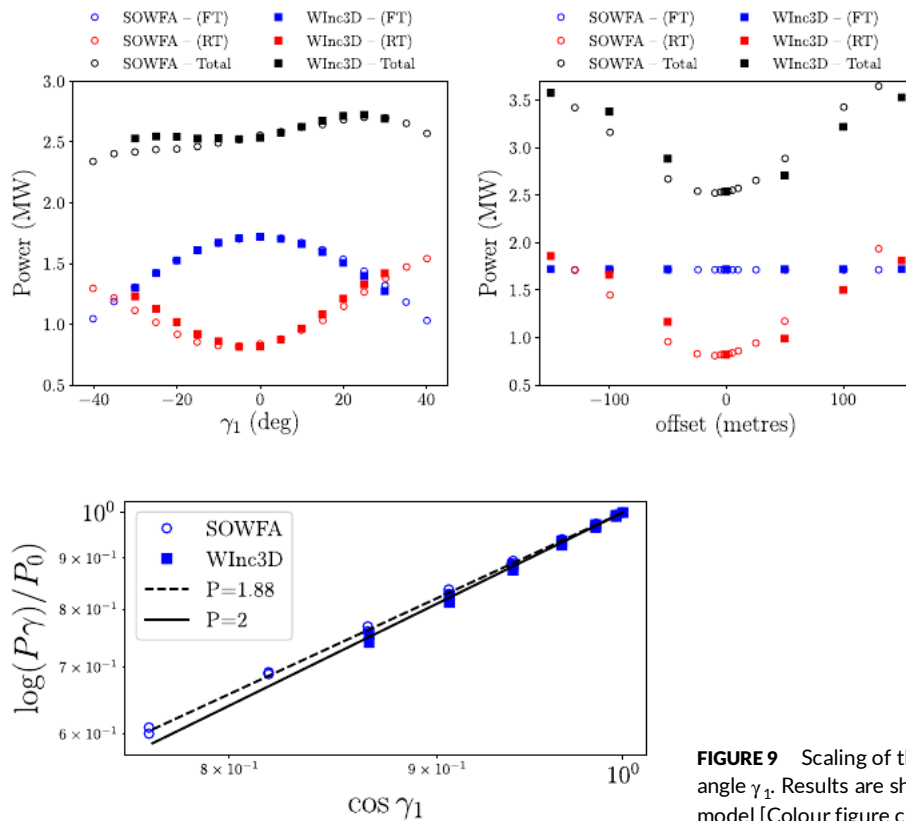 SOWFA – (FT) WInc3D – (FT)
SOWFA – (RT) WInc3D – (RT)
SOWFA – Total WInc3D – Total
3.0
2.5
2.0
1.5
1.0
0.5
Power (MW)
−40 −20 0 20 40
γ₁ (deg)
SOWFA – (FT) WInc3D – (FT)
SOWFA – (RT) WInc3D – (RT)
SOWFA – Total WInc3D – Total
3.5
3.0
2.5
2.0
1.5
1.0
0.5
Power (MW)
−100 0 100
offset (metres)
SOWFA
WInc3D
P=1.88
P=2
10⁰
9 × 10⁻¹
8 × 10⁻¹
7 × 10⁻¹
6 × 10⁻¹
log(Pγ)/P₀)
8 × 10⁻¹ 9 × 10⁻¹ 10⁰
cos γ₁
FIGURE 9 Scaling of th
angle γ₁. Results are sh
model [Colour figure c